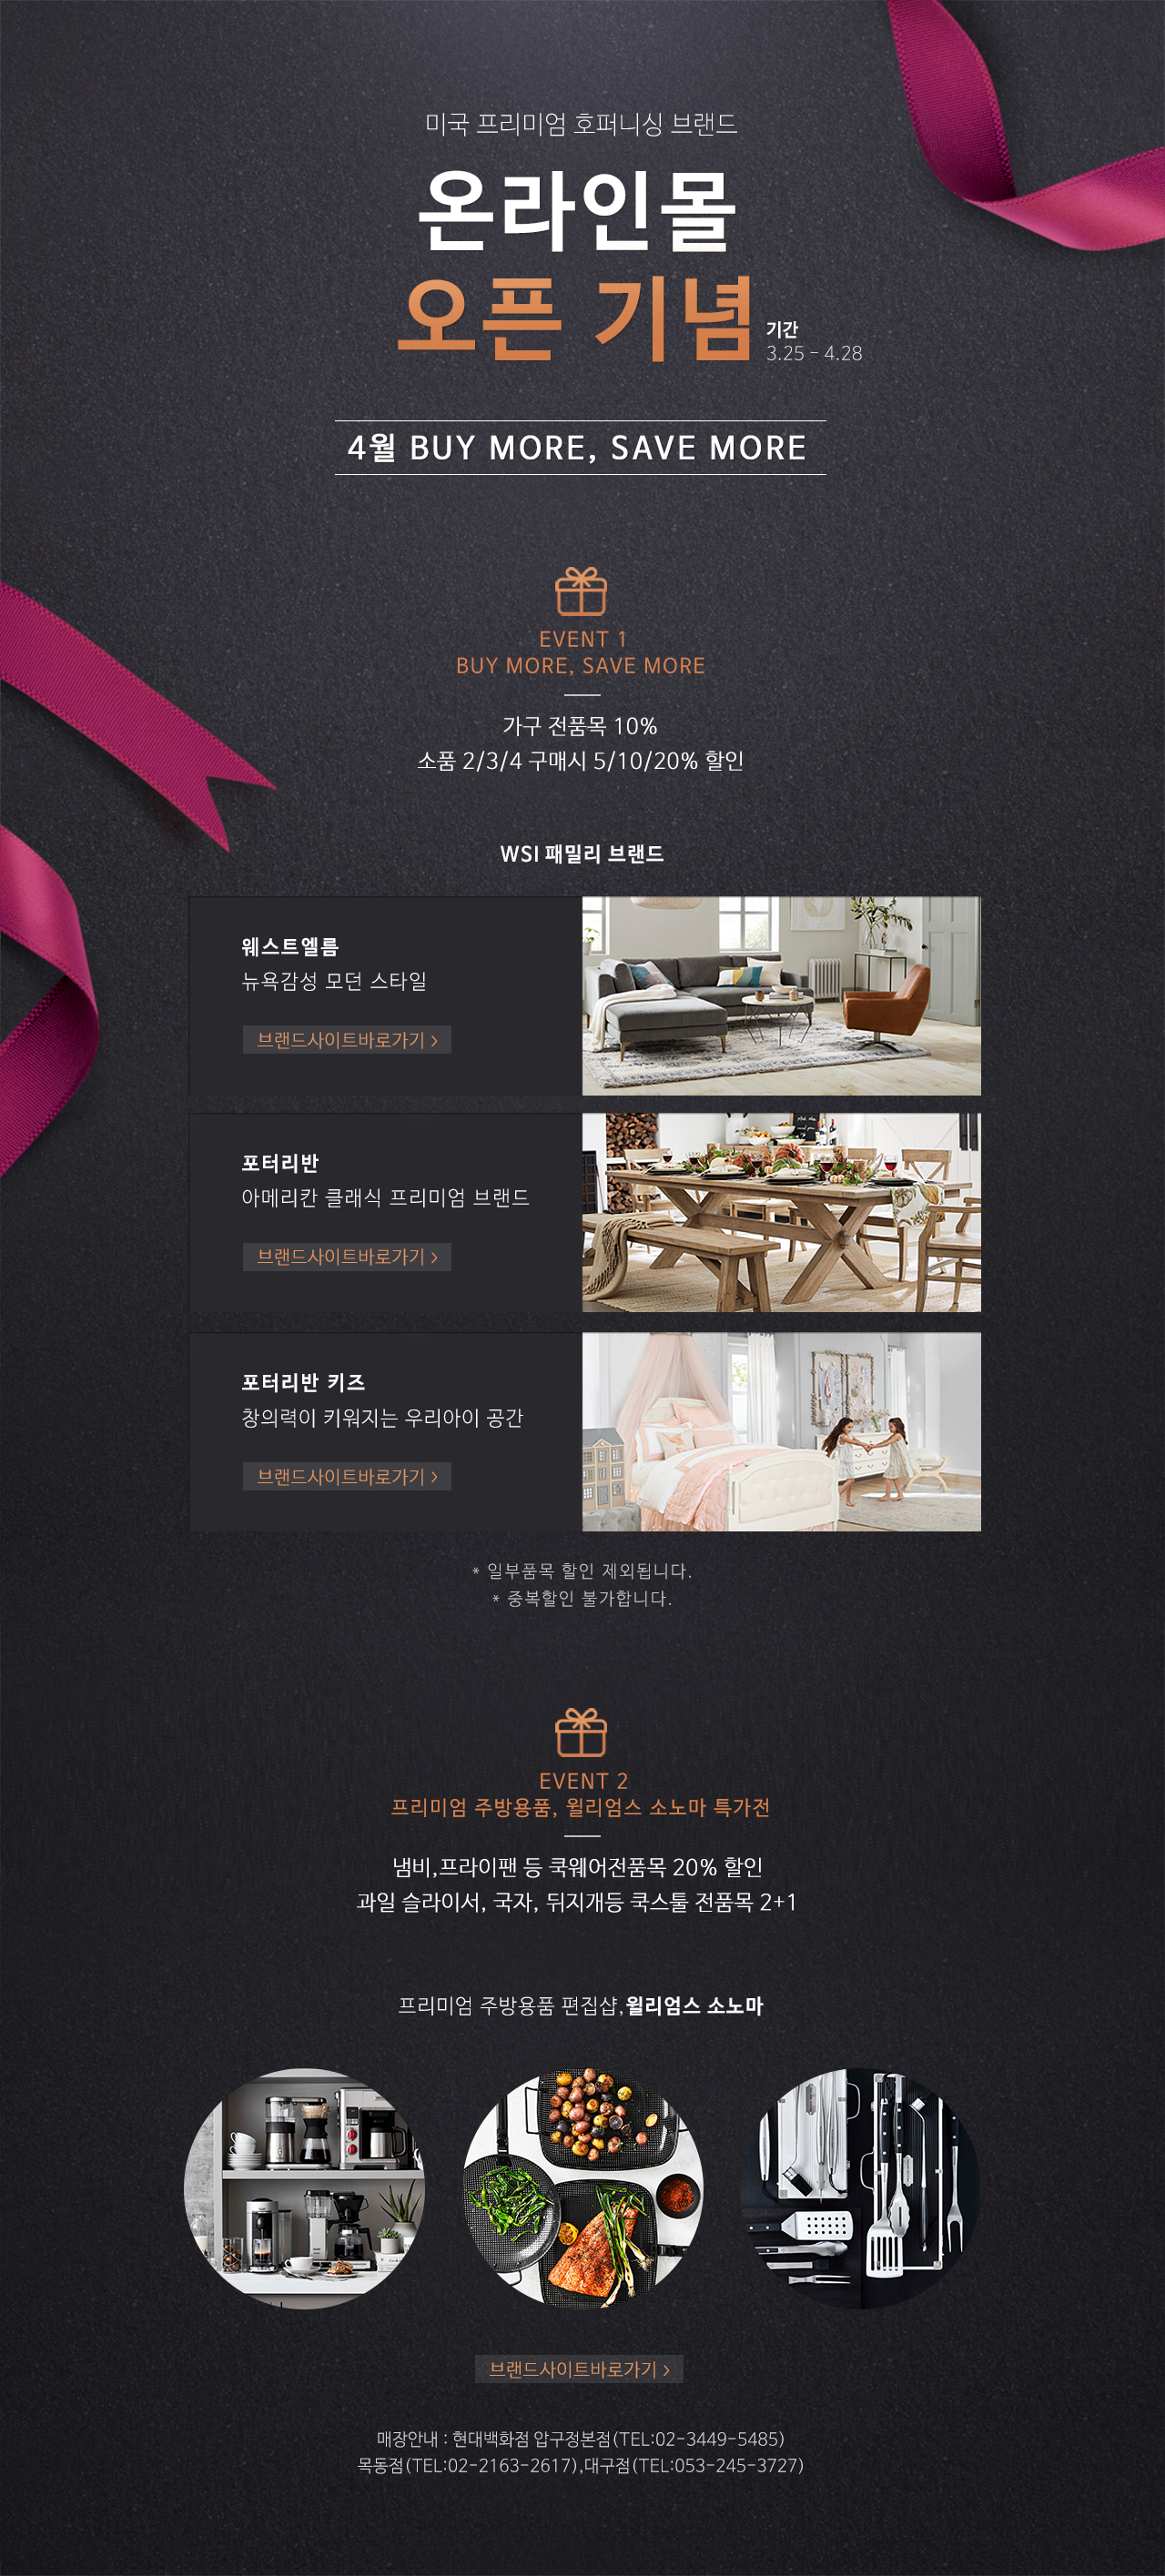 미국 프리미엄 호퍼니싱 브랜드
온라인몰
오픈 기념
기간
3.25 - 4.28
4월 BUY MORE, SAVE MORE
EVENT 1
BUY MORE, SAVE MORE
가구 전품목 10%
소품 2/3/4 구매시 5/10/20% 할인
WSI 패밀리 브랜드
웨스트엘름
뉴욕감성 모던 스타일
브랜드사이트바로가기 >
포터리반
아메리칸 클래식 프리미엄 브랜드
브랜드사이트바로가기 >
포터리반 키즈
창의력이 키워지는 우리아이 공간
브랜드사이트바로가기 >
* 일부품목 할인 제외됩니다.
* 중복할인 불가합니다.
EVENT 2
프리미엄 주방용품, 윌리엄스 소노마 특가전
냄비,프라이팬 등 쿡웨어전품목 20% 할인
과일 슬라이서, 국자, 뒤지개등 쿡스툴 전품목 2+1
프리미엄 주방용품 편집샵,윌리엄스 소노마
브랜드사이트바로가기 >
매장안내 : 현대백화점 압구정본점(TEL:02-3449-5485)
목동점(TEL:02-2163-2617),대구점(TEL:053-245-3727)